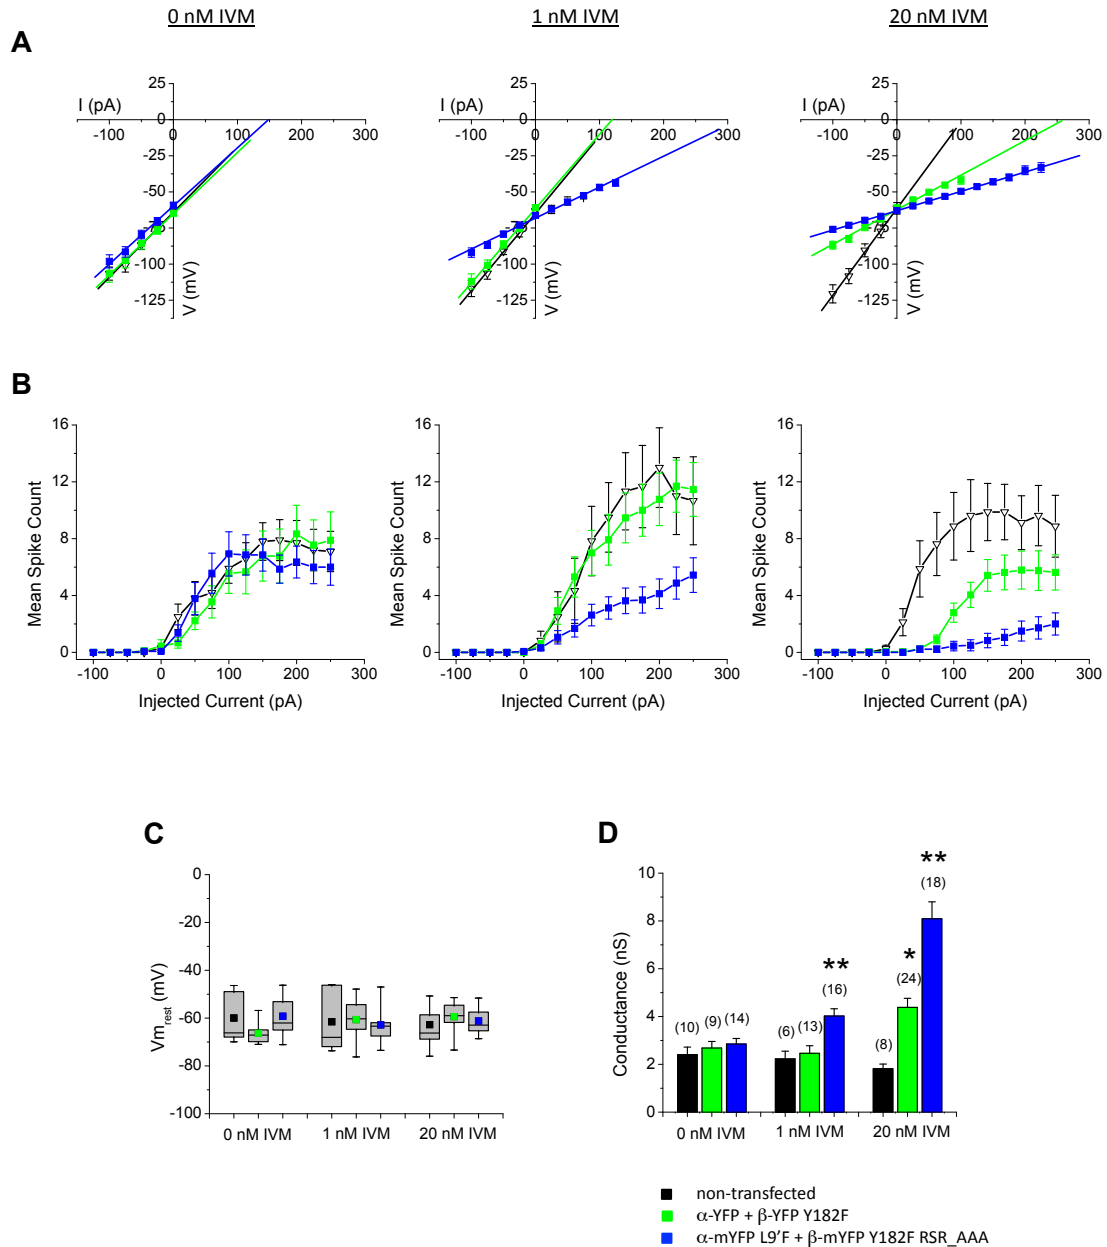 0 nM IVM
1 nM IVM
20 nM IVM
A
25
I (pA)
-100
0
100
200
300
-25
-50
-75
-100
-125
V (mV)
25
I (pA)
-100
0
100
200
300
-25
-50
-75
-100
-125
V (mV)
25
I (pA)
-100
0
100
200
300
-25
-50
-75
-100
-125
V (mV)
B
16
12
8
4
0
Mean Spike Count
-100
0
100
200
300
Injected Current (pA)
16
12
8
4
0
Mean Spike Count
-100
0
100
200
300
Injected Current (pA)
16
12
8
4
0
Mean Spike Count
-100
0
100
200
300
Injected Current (pA)
C
0
-20
-40
-60
-80
-100
Vmrest (mV)
0 nM IVM
1 nM IVM
20 nM IVM
D
10
8
6
4
2
0
Conductance (nS)
(10)
(9)
(14)
(6)
(13)
**
(16)
(8)
*
(24)
**
(18)
0 nM IVM
1 nM IVM
20 nM IVM
non-transfected
α-YFP + β-YFP Y182F
α-mYFP L9'F + β-mYFP Y182F RSR_AAA